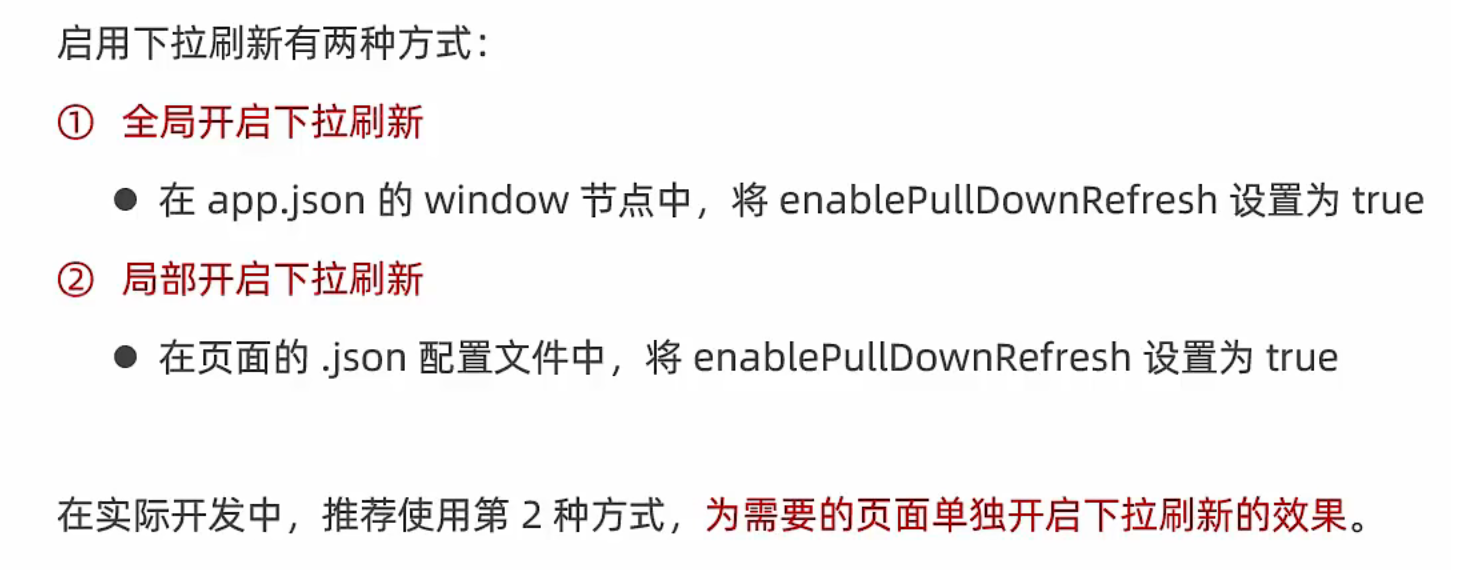 启用下拉刷新有两种方式：
① 全局开启下拉刷新
● 在 app.json 的 window 节点中，将 enablePullDownRefresh 设置为 true
② 局部开启下拉刷新
● 在页面的 .json 配置文件中，将 enablePullDownRefresh 设置为 true
在实际开发中，推荐使用第 2 种方式，为需要的页面单独开启下拉刷新的效果。